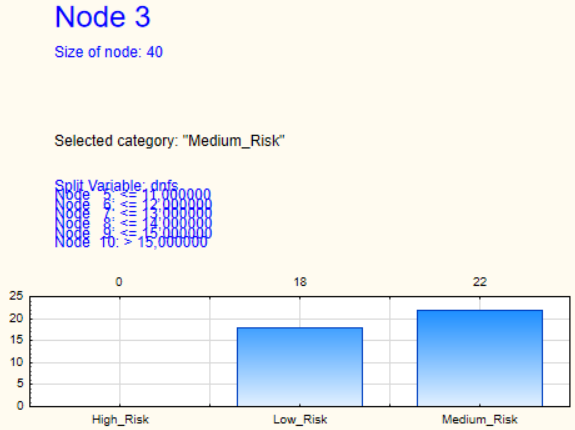 Node 3
Size of node: 40
Selected category: "Medium_Risk"
Split Variable: dnfs
Node 5: <= 11,000000
Node 6: <= 12,000000
Node 7: <= 13,000000
Node 8: <= 14,000000
Node 9: <= 15,000000
Node 10: > 15,000000
0 18 22
25
20
15
10
5
0
High_Risk Low_Risk Medium_Risk